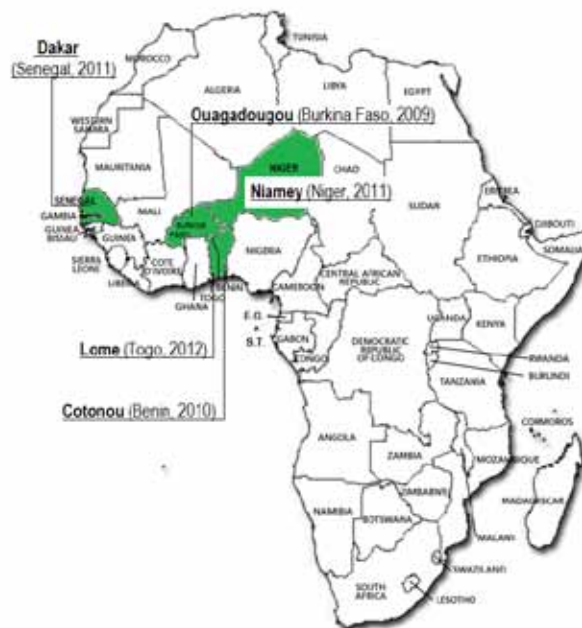 TUNISIA
Dakar
(Senegal, 2011)
MOROCCO
ALGERIA
LIBYA
EGYPT
Ouagadougou (Burkina Faso, 2009)
WESTERN
SAHARA
MAURITANIA
NIGER
CHAD
Niamey (Niger, 2011)
ERITREA
SENEGAL
MALI
SUDAN
DJIBOUTI
GAMBIA
GUINEA
BISSAU
GUINEA
BURKINA
SOMALIA
NIGERIA
ETHIOPIA
SIERRA
LEONE
COTE
D'IVOIRE
BENIN
CENTRAL AFRICAN
REPUBLIC
LIBERIA
CAMEROON
TOGO
GHANA
E.G.
UGANDA
KENYA
S.T.
GABON
Lome (Togo, 2012)
CONGO
DEMOCRATIC
REPUBLIC
OF CONGO
RWANDA
BURUNDI
TANZANIA
Cotonou (Benin, 2010)
COMOROS
ANGOLA
ZAMBIA
MOZAMBIQUE
ZIMBABWE
MADAGASCAR
NAMIBIA
BOTSWANA
MALAWI
SWAZILAND
SOUTH
AFRICA
LESOTHO